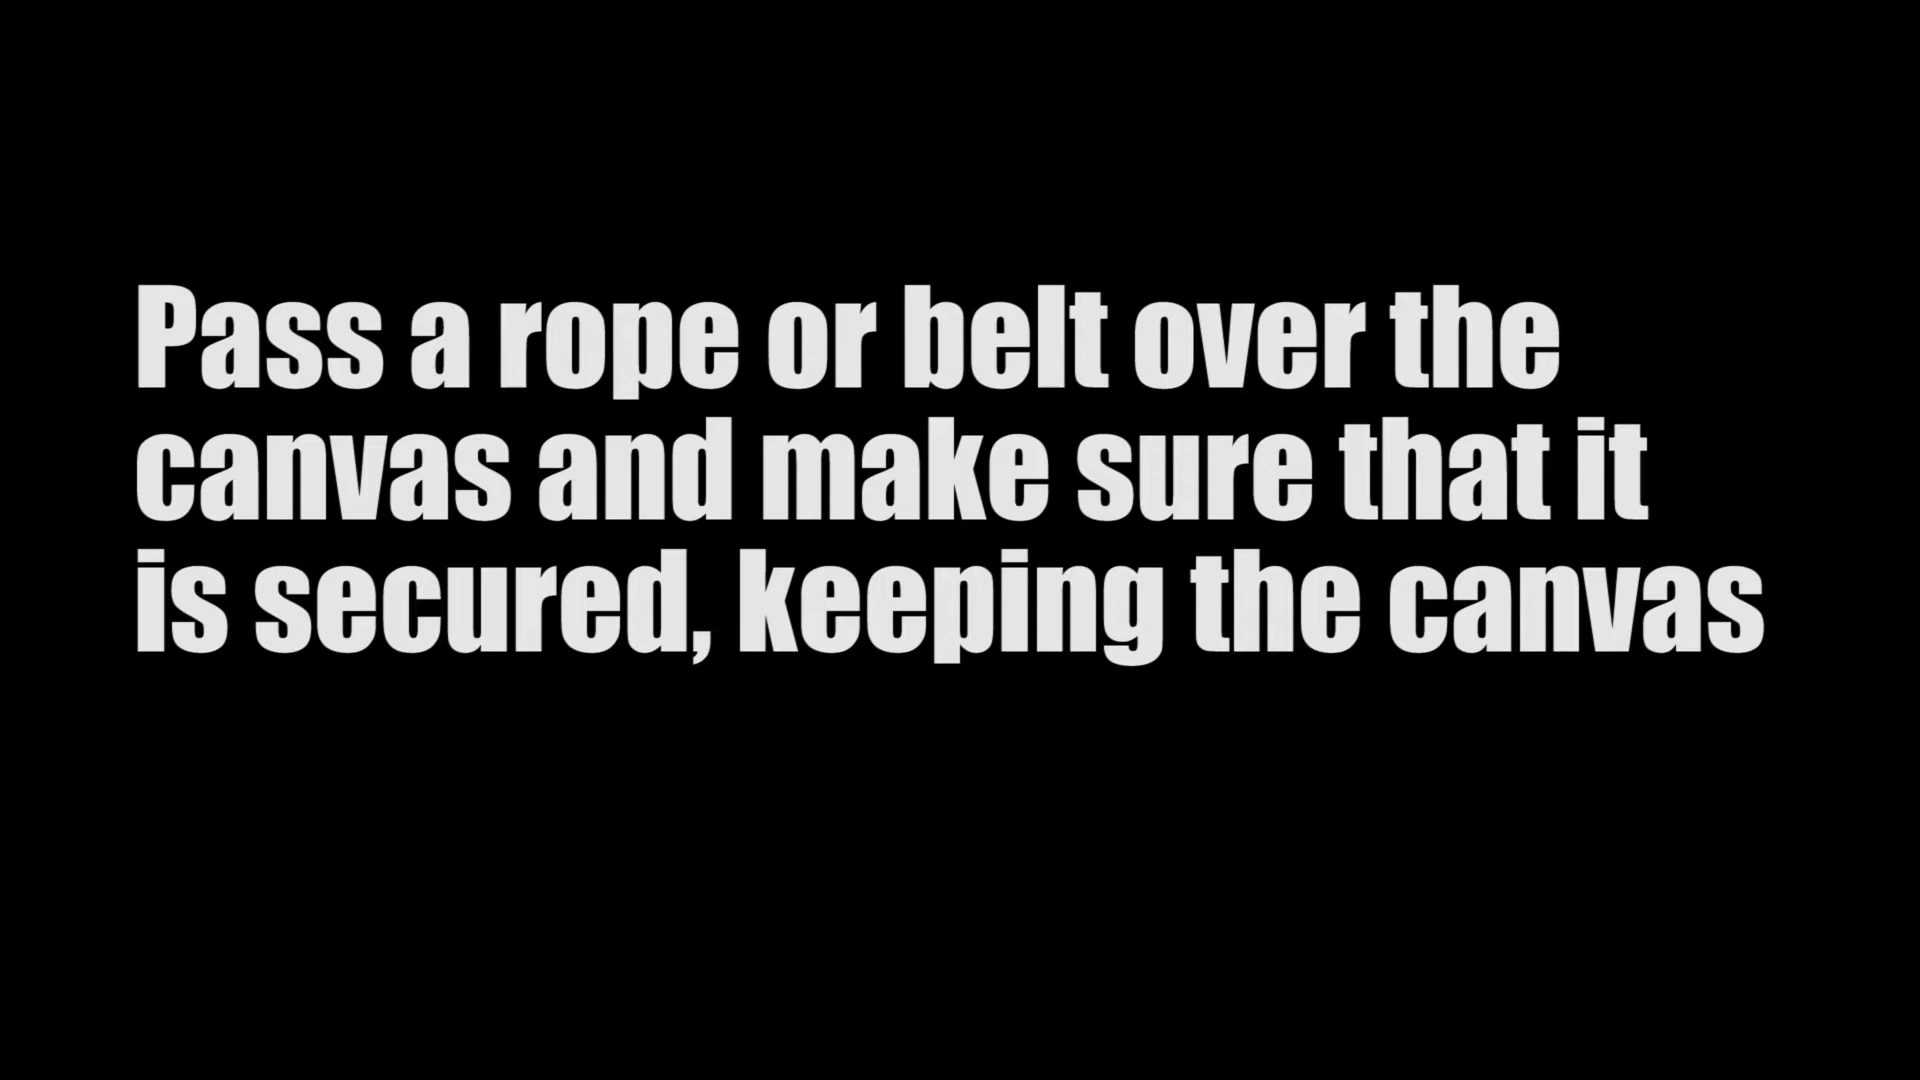 Pass a rope or belt over the
canvas and make sure that it
is secured, keeping the canvas